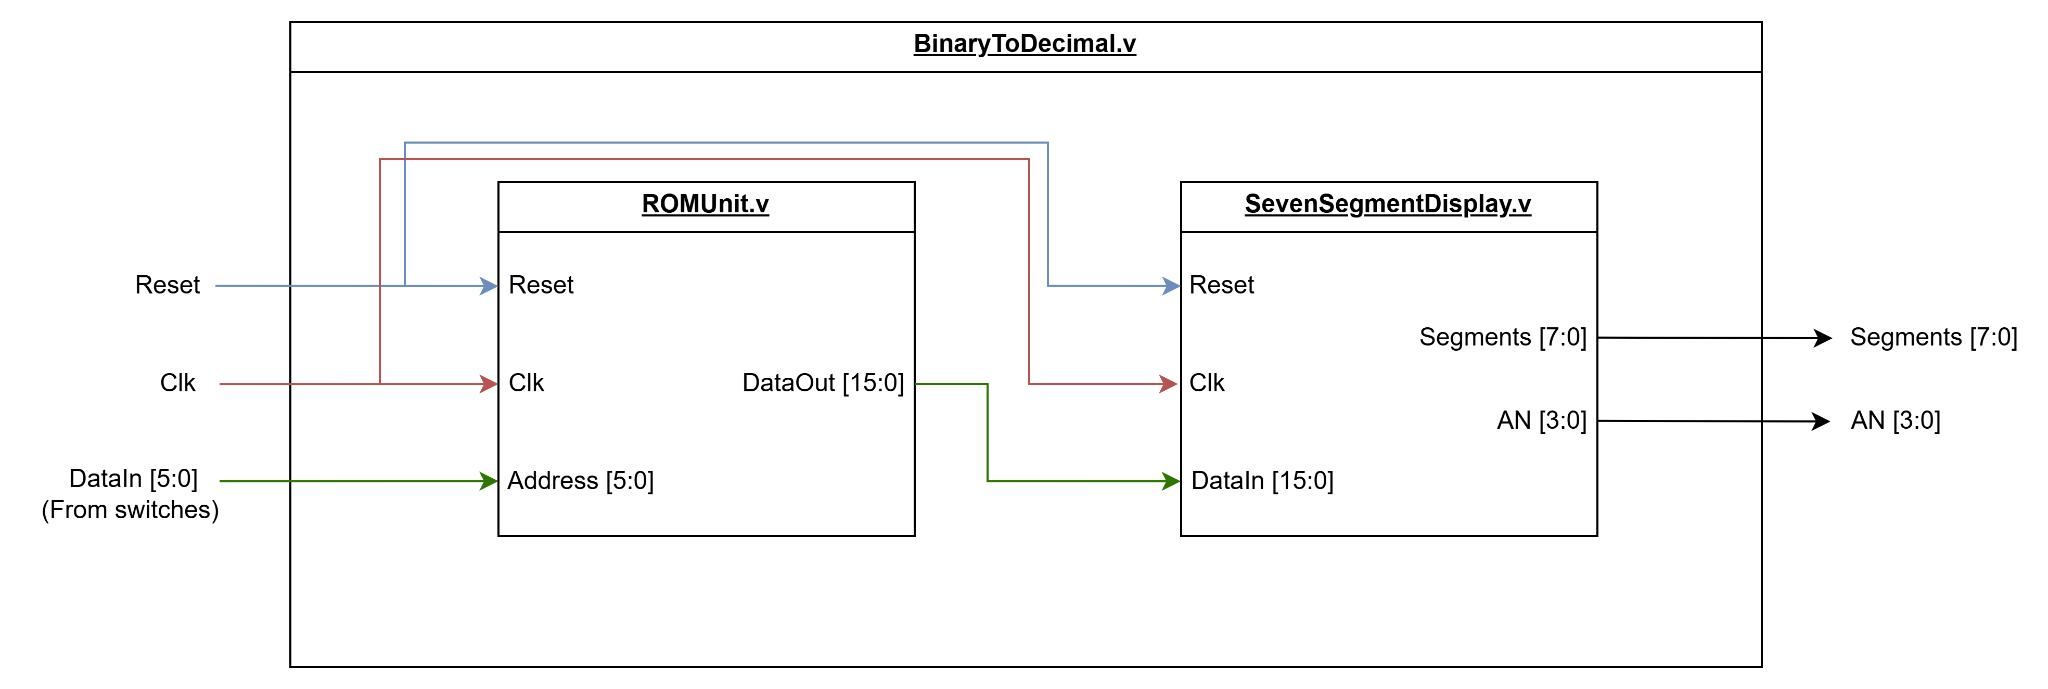 BinaryToDecimal.v
ROMUnit.v
SevenSegmentDisplay.v
Reset
Reset
Reset
Segments [7:0]
Segments [7:0]
Clk
Clk
DataOut [15:0]
Clk
AN [3:0]
AN [3:0]
DataIn [5:0]
(From switches)
Address [5:0]
DataIn [15:0]